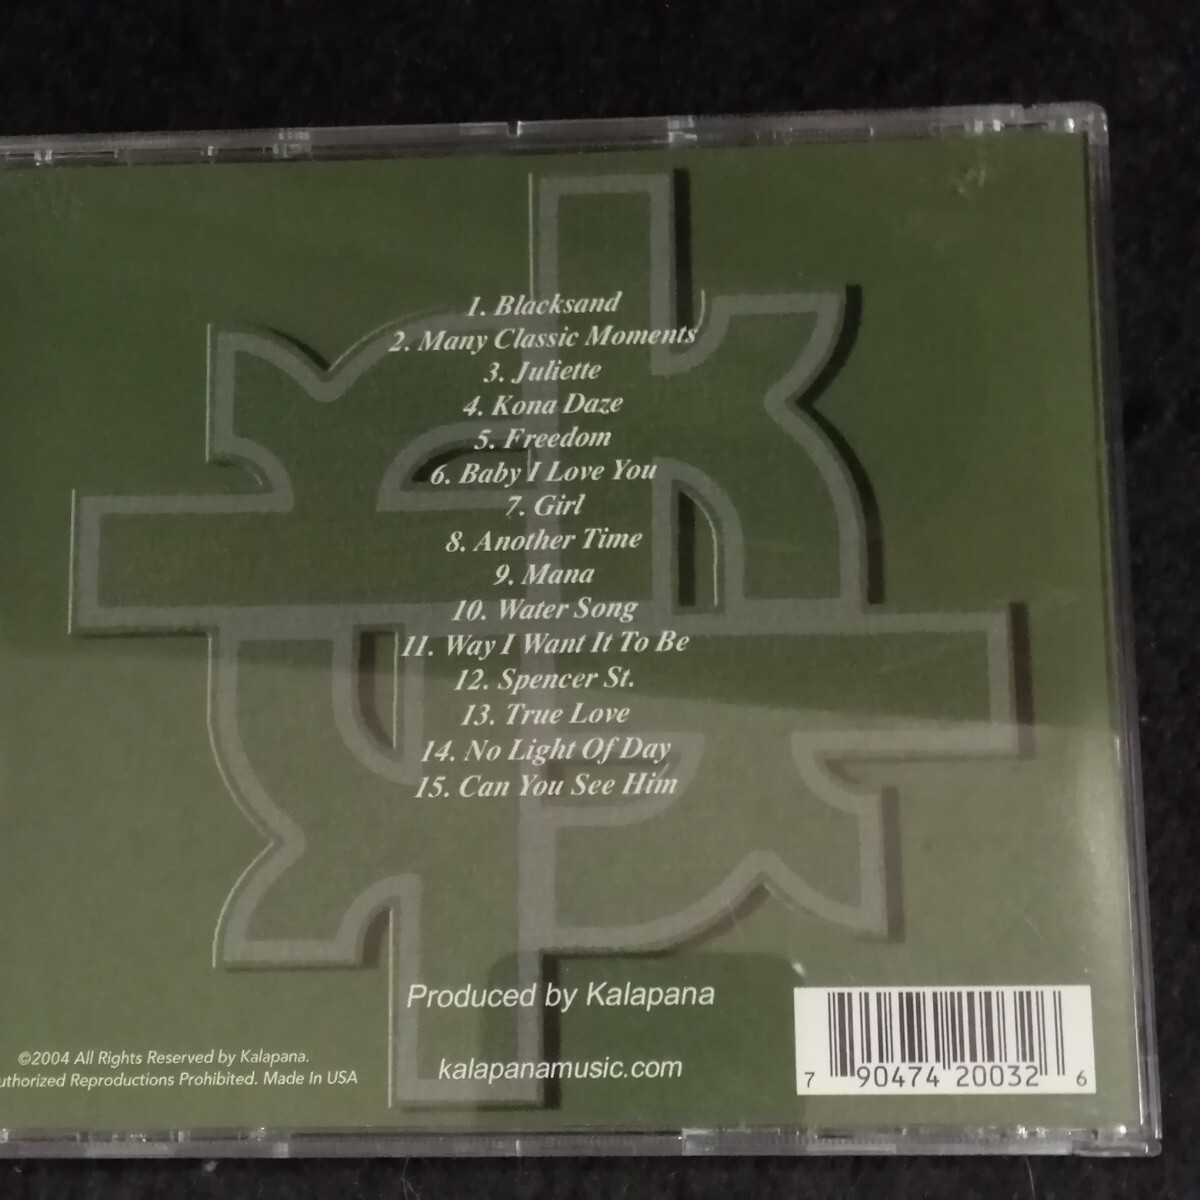 1. Blacksand
2. Many Classic Moments
3. Juliette
4. Kona Daze
5. Freedom
6. Baby I Love You
7. Girl
8. Another Time
9. Mana
10. Water Song
11. Way I Want It To Be
12. Spencer St.
13. True Love
14. No Light Of Day
15. Can You See Him
Produced by Kalapana
kalapanamusic.com
©2004 All Rights Reserved by Kalapana.
Reproductions Prohibited. Made In USA
7 90474 20032 6